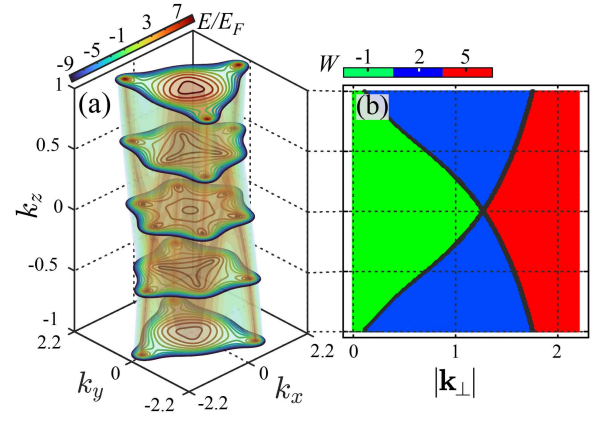 -9 -5 -1 3 7 E/E_F
(a)
1
0.5
0
-0.5
-1
k_z
2.2
0
-2.2
k_y
-2.2
0
2.2
k_x
W -1 2 5
(b)
0 1 2
|k_⊥|